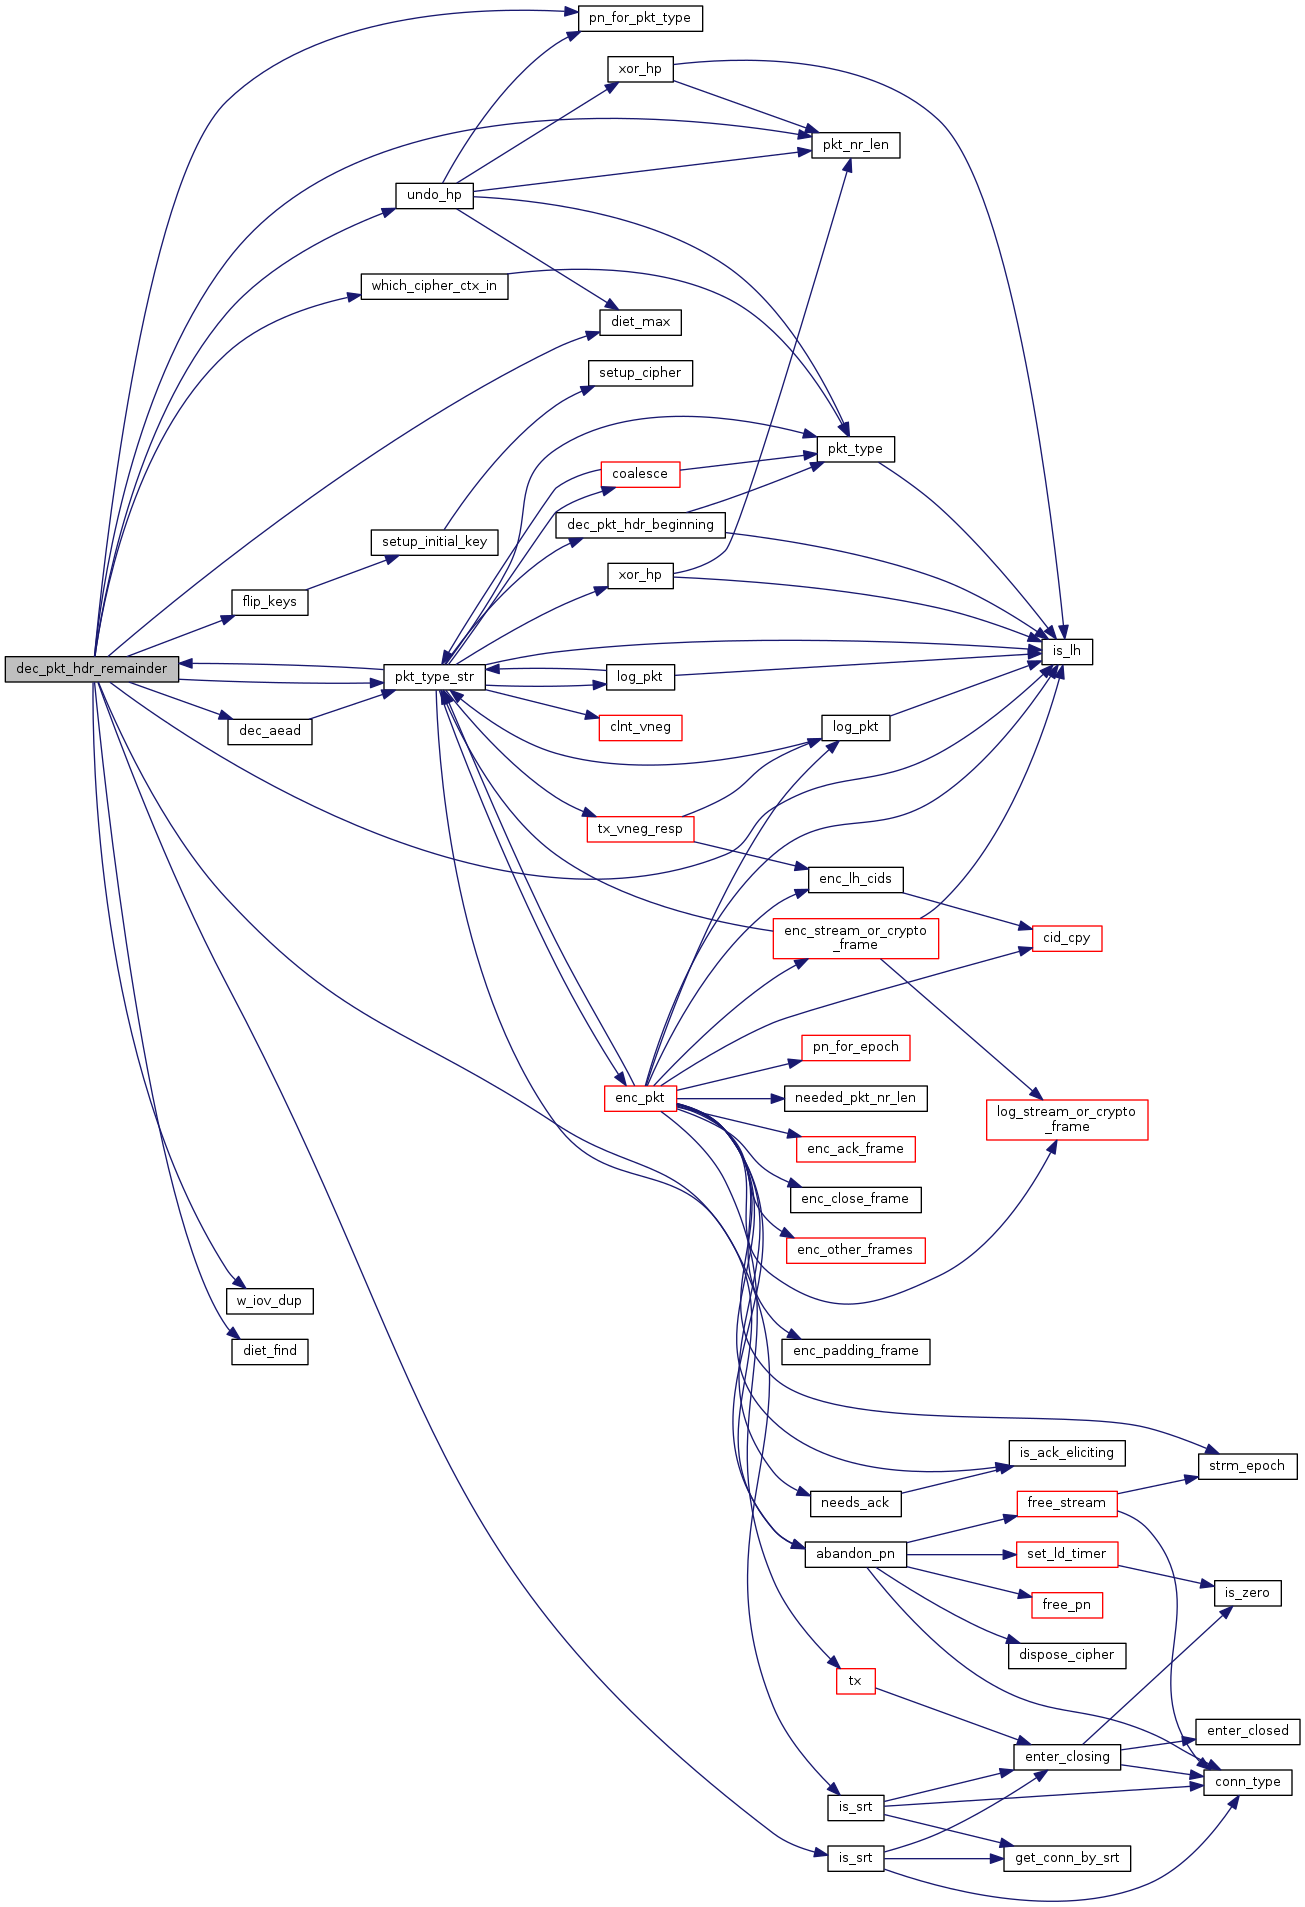 pn_for_pkt_type
xor_hp
pkt_nr_len
undo_hp
which_cipher_ctx_in
diet_max
setup_cipher
pkt_type
coalesce
dec_pkt_hdr_beginning
setup_initial_key
xor_hp
flip_keys
is_lh
dec_pkt_hdr_remainder
pkt_type_str
log_pkt
clnt_vneg
log_pkt
dec_aead
tx_vneg_resp
enc_lh_cids
enc_stream_or_crypto
_frame
cid_cpy
pn_for_epoch
enc_pkt
needed_pkt_nr_len
log_stream_or_crypto
_frame
enc_ack_frame
enc_close_frame
enc_other_frames
w_iov_dup
diet_find
enc_padding_frame
is_ack_eliciting
strm_epoch
needs_ack
free_stream
abandon_pn
set_ld_timer
is_zero
free_pn
dispose_cipher
tx
enter_closed
enter_closing
conn_type
is_srt
is_srt
get_conn_by_srt